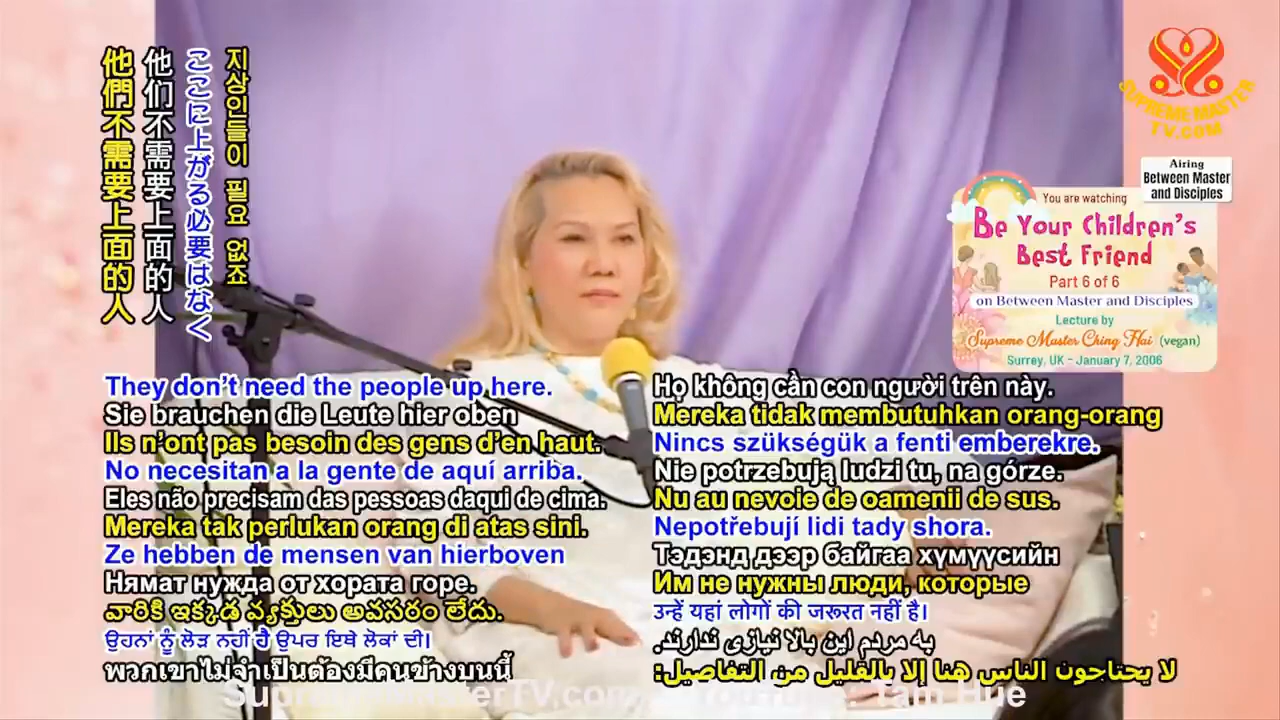 他們不需要上面的人
他们不需要上面的人
ここに上がる必要はなく
지상인들이 필요 없죠
SUPREME MASTER
TV.COM
Airing
Between Master
and Disciples
You are watching
Be Your Children's
Best Friend
Part 6 of 6
on Between Master and Disciples
Lecture by
Supreme Master Ching Hai (vegan)
Surrey, UK - January 7, 2006
They don't need the people up here.
Sie brauchen die Leute hier oben
Ils n'ont pas besoin des gens d'en haut.
No necesitan a la gente de aquí arriba.
Eles não precisam das pessoas daqui de cima.
Mereka tak perlukan orang di atas sini.
Ze hebben de mensen van hierboven
Нямат нужда от хората горе.
వారికి ఇక్కడ వ్యక్తులు అవసరం లేదు.
ਉਹਨਾਂ ਨੂੰ ਲੋੜ ਨਹੀਂ ਹੈ ਉਪਰ ਇਥੇ ਲੋਕਾਂ ਦੀ।
พวกเขาไม่จำเป็นต้องมีคนข้างบนนี้
Họ không cần con người trên này.
Mereka tidak membutuhkan orang-orang
Nincs szükségük a fenti emberekre.
Nie potrzebują ludzi tu, na górze.
Nu au nevoie de oamenii de sus.
Nepotřebují lidi tady shora.
Тэдэнд дээр байгаа хүмүүсийн
Им не нужны люди, которые
उन्हें यहां लोगों की जरूरत नहीं है।
به مردم این بالا نیازی ندارند.
لا يحتاجون الناس هنا إلا بالقليل من التفاصيل:
SupremeMasterTV.com
: Tam Hue